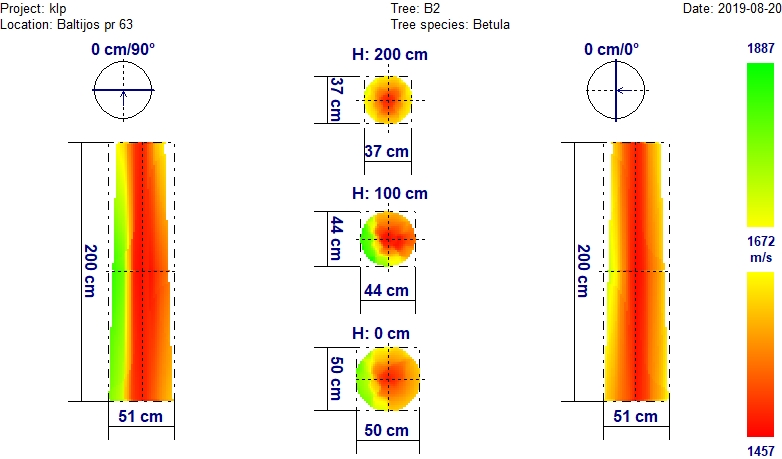 Project: klp Tree: B2 Date: 2019-08-20
Location: Baltijos pr 63 Tree species: Betula
0 cm/90° 0 cm/0° 1887
H: 200 cm
37 cm
37 cm
H: 100 cm
44 cm
44 cm
H: 0 cm
50 cm
50 cm
200 cm
51 cm
200 cm
51 cm
1672
m/s
1457